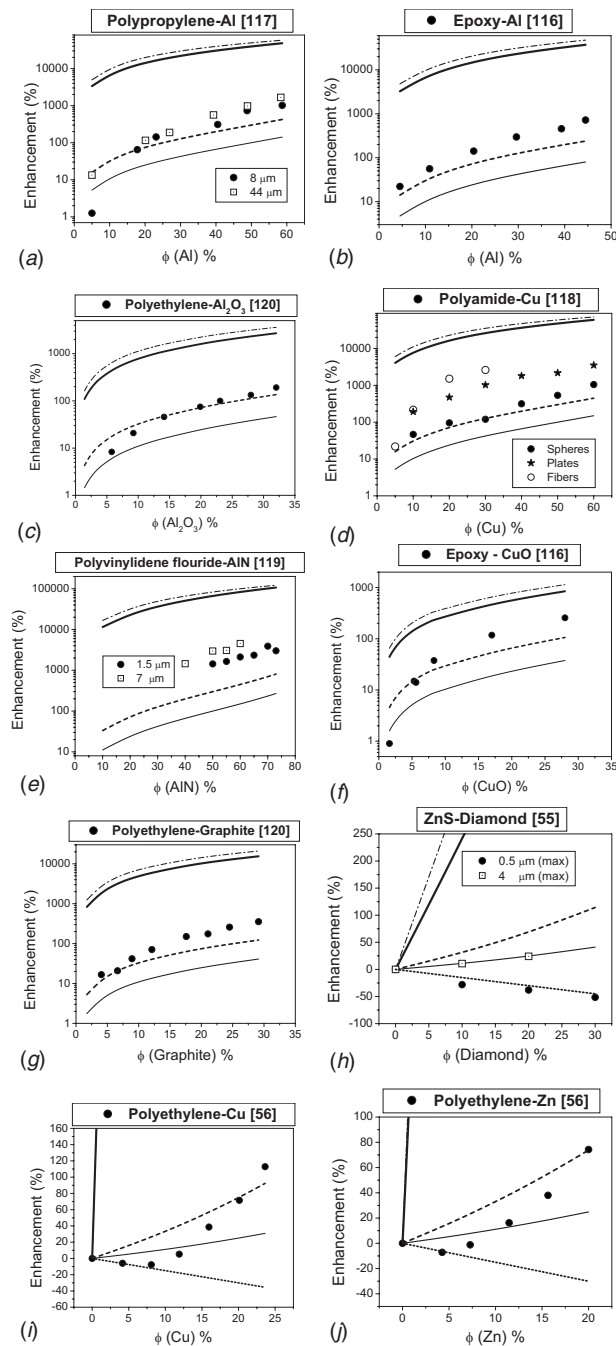 Polypropylene-Al [117]
Enhancement (%)
10000
1000
100
10
1
8 μm
44 μm
0 10 20 30 40 50 60
(a)
ϕ (Al) %
Epoxy-Al [116]
Enhancement (%)
10000
1000
100
10
1
0 10 20 30 40 50
(b)
ϕ (Al) %
Polyethylene-Al2O3 [120]
Enhancement (%)
1000
100
10
1
0 5 10 15 20 25 30 35
(c)
ϕ (Al2O3) %
Polyamide-Cu [118]
Enhancement (%)
10000
1000
100
10
1
Spheres
Plates
Fibers
0 10 20 30 40 50 60
(d)
ϕ (Cu) %
Polyvinylidene flouride-AlN [119]
Enhancement (%)
100000
10000
1000
100
10
1.5 μm
7 μm
0 10 20 30 40 50 60 70
(e)
ϕ (AlN) %
Epoxy - CuO [116]
Enhancement (%)
1000
100
10
1
0 5 10 15 20 25 30 35
(f)
ϕ (CuO) %
Polyethylene-Graphite [120]
Enhancement (%)
10000
1000
100
10
1
0 5 10 15 20 25 30 35
(g)
ϕ (Graphite) %
ZnS-Diamond [55]
Enhancement (%)
250
200
150
100
50
0
-50
-100
0.5 μm (max)
4 μm (max)
0 5 10 15 20 25 30
(h)
ϕ (Diamond) %
Polyethylene-Cu [56]
Enhancement (%)
160
140
120
100
80
60
40
20
0
-20
-40
-60
0 5 10 15 20 25
(i)
ϕ (Cu) %
Polyethylene-Zn [56]
Enhancement (%)
100
80
60
40
20
0
-20
-40
0 5 10 15 20
(j)
ϕ (Zn) %